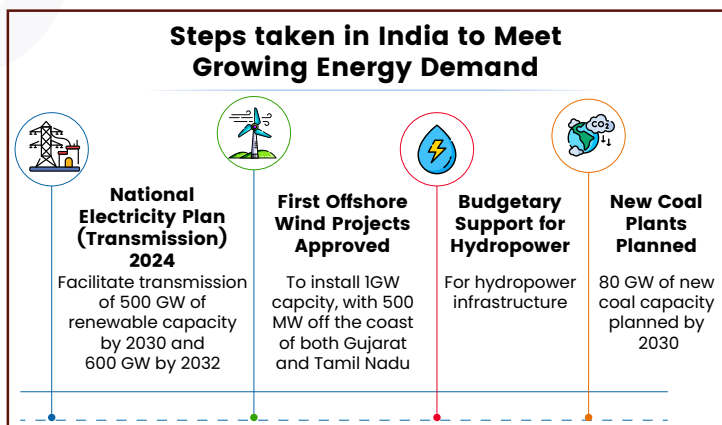 Steps taken in India to Meet
Growing Energy Demand
CO2
National
Electricity Plan
(Transmission)
2024
Facilitate transmission
of 500 GW of
renewable capacity
by 2030 and
600 GW by 2032
First Offshore
Wind Projects
Approved
To install 1GW
capcity, with 500
MW off the coast
of both Gujarat
and Tamil Nadu
Budgetary
Support for
Hydropower
For hydropower
infrastructure
New Coal
Plants
Planned
80 GW of new
coal capacity
planned by
2030